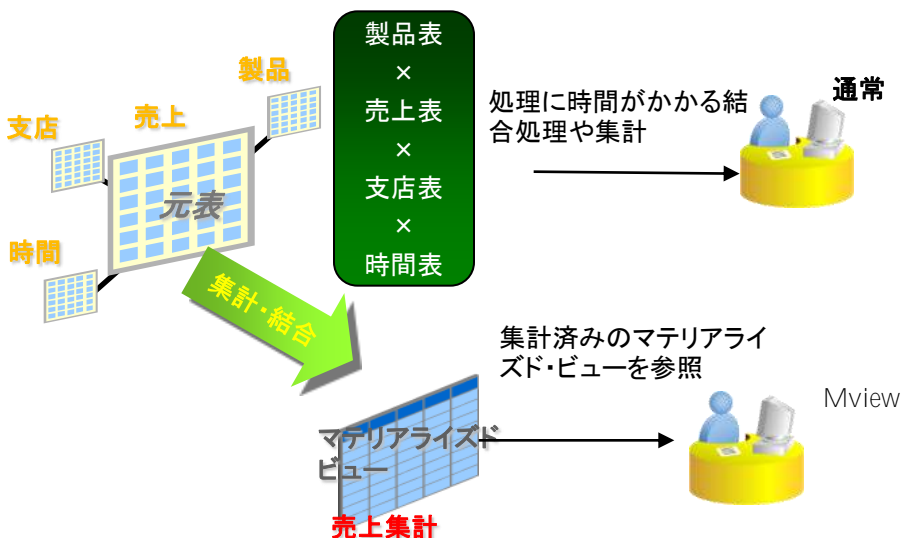 製品
支店
売上
元表
時間
集計・結合
製品表
×
売上表
×
支店表
×
時間表
処理に時間がかかる結
合処理や集計
通常
マテリアライズド
ビュー
売上集計
集計済みのマテリアライ
ズド・ビューを参照
Mview